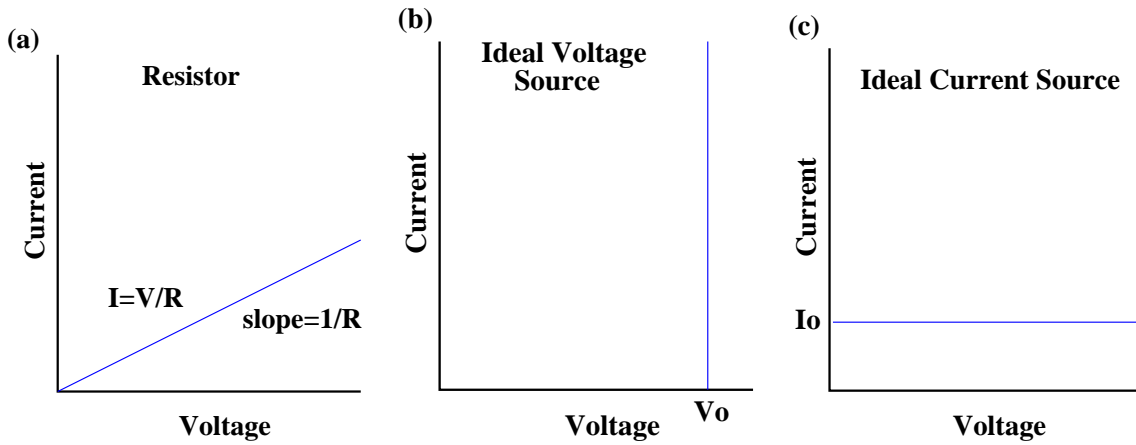 (a)
Resistor
Current
I=V/R
slope=1/R
Voltage
(b)
Ideal Voltage
Source
Current
Voltage
Vo
(c)
Ideal Current Source
Current
Io
Voltage